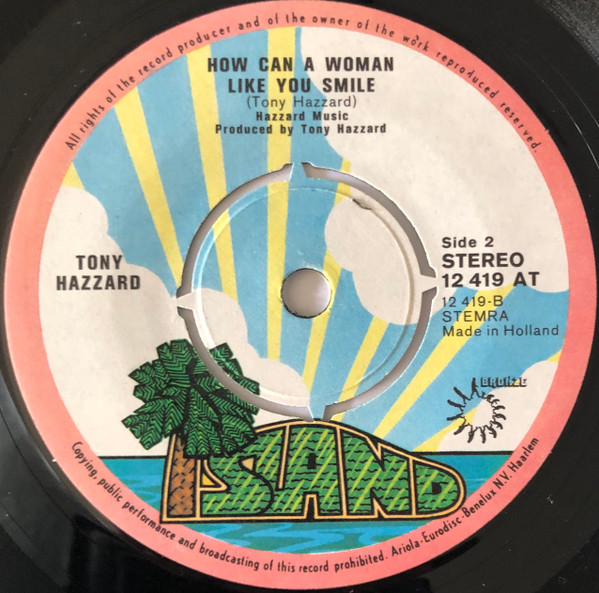 All rights of the record producer and of the owner of the work reproduced reserved.
HOW CAN A WOMAN
LIKE YOU SMILE
(Tony Hazzard)
Hazzard Music
Produced by Tony Hazzard
TONY
HAZZARD
Side 2
STEREO
12 419 AT
12 419-B
STEMRA
Made in Holland
BRONZE
ISLAND
Copying, public performance and broadcasting of this record prohibited. Ariola-Eurodisc-Benelux N.V. Haarlem